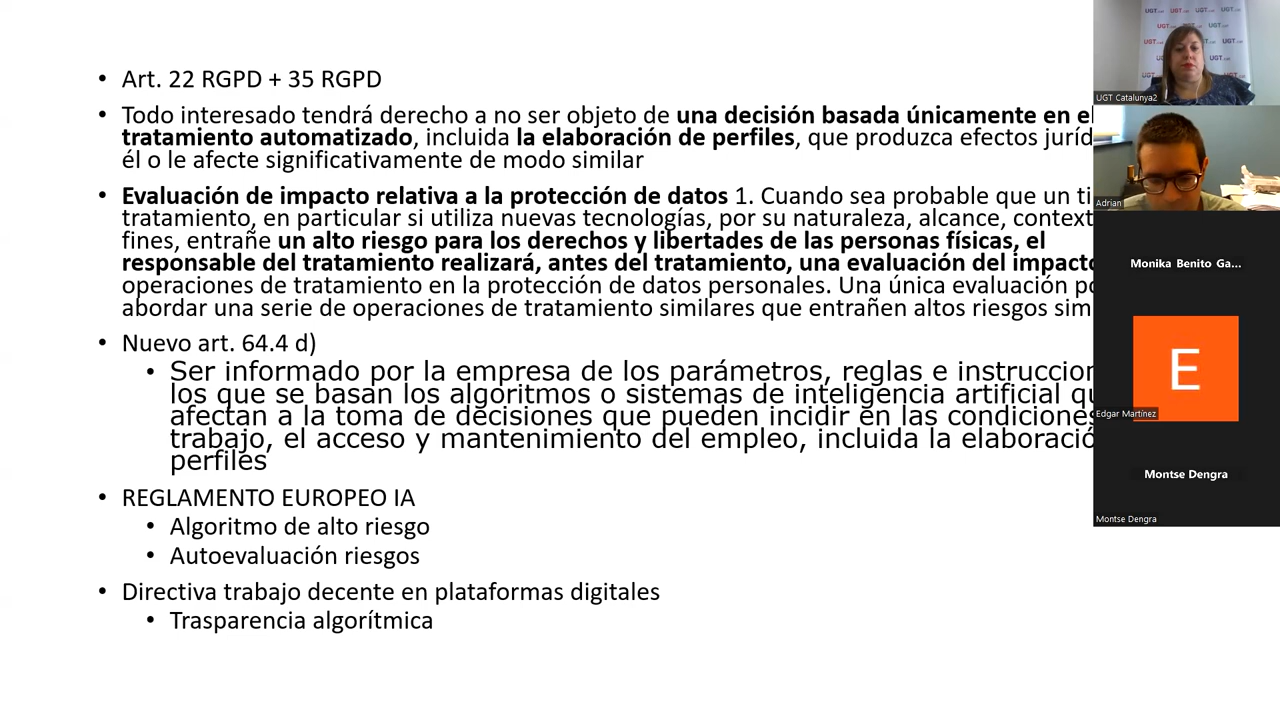 Art. 22 RGPD + 35 RGPD
Todo interesado tendrá derecho a no ser objeto de una decisión basada únicamente en el
tratamiento automatizado, incluida la elaboración de perfiles, que produzca efectos juríd
él o le afecte significativamente de modo similar
Evaluación de impacto relativa a la protección de datos 1. Cuando sea probable que un ti
tratamiento, en particular si utiliza nuevas tecnologías, por su naturaleza, alcance, context
fines, entrañe un alto riesgo para los derechos y libertades de las personas físicas, el
responsable del tratamiento realizará, antes del tratamiento, una evaluación del impacto
operaciones de tratamiento en la protección de datos personales. Una única evaluación po
abordar una serie de operaciones de tratamiento similares que entrañen altos riesgos sim
Nuevo art. 64.4 d)
Ser informado por la empresa de los parámetros, reglas e instruccion
los que se basan los algoritmos o sistemas de inteligencia artificial qu
afectan a la toma de decisiones que pueden incidir en las condiciones
trabajo, el acceso y mantenimiento del empleo, incluida la elaboració
perfiles
REGLAMENTO EUROPEO IA
Algoritmo de alto riesgo
Autoevaluación riesgos
Directiva trabajo decente en plataformas digitales
Trasparencia algorítmica
UGT
UGT Catalunya2
Adrian
Monika Benito Ga...
E
Edgar Martínez
Montse Dengra
Montse Dengra